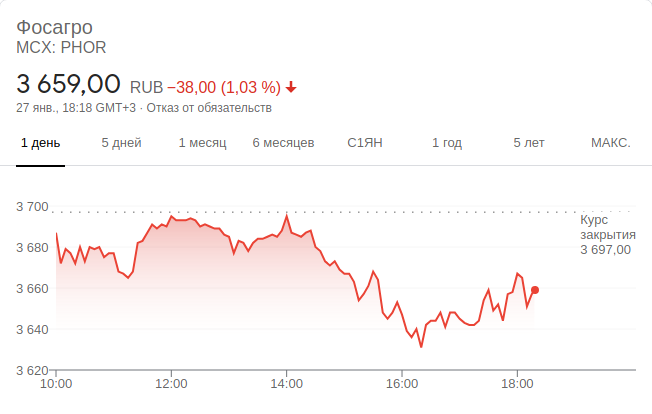 Фосагро
MCX: PHOR
3 659,00 RUB −38,00 (1,03 %)
27 янв., 18:18 GMT+3 · Отказ от обязательств
1 день 5 дней 1 месяц 6 месяцев С1ЯН 1 год 5 лет МАКС.
3 700
Курс
закрытия
3 697,00
3 680
3 660
3 640
3 620
10:00 12:00 14:00 16:00 18:00